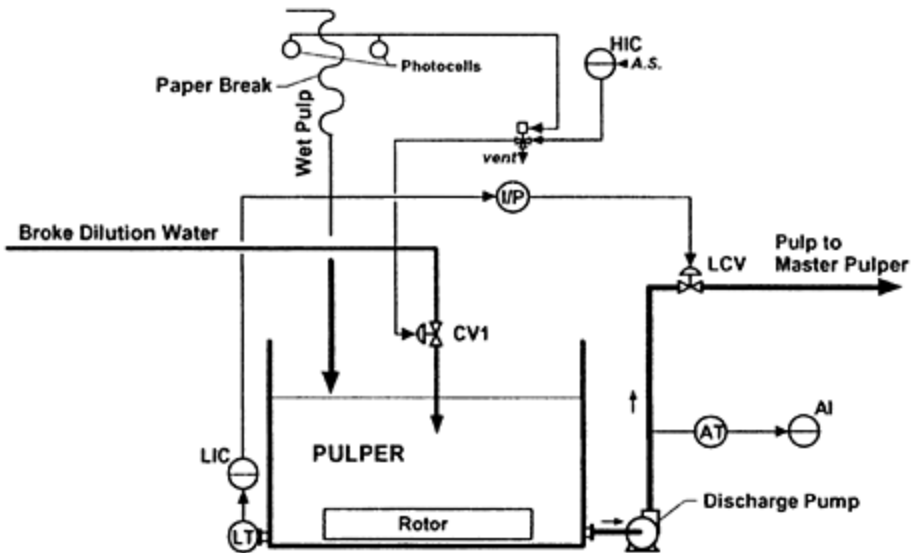 HIC
A.S.
Photocells
Paper Break
Wet Pulp
vent
I/P
Broke Dilution Water
Pulp to
Master Pulper
LCV
CV1
AI
AT
LIC
PULPER
Discharge Pump
Rotor
LT